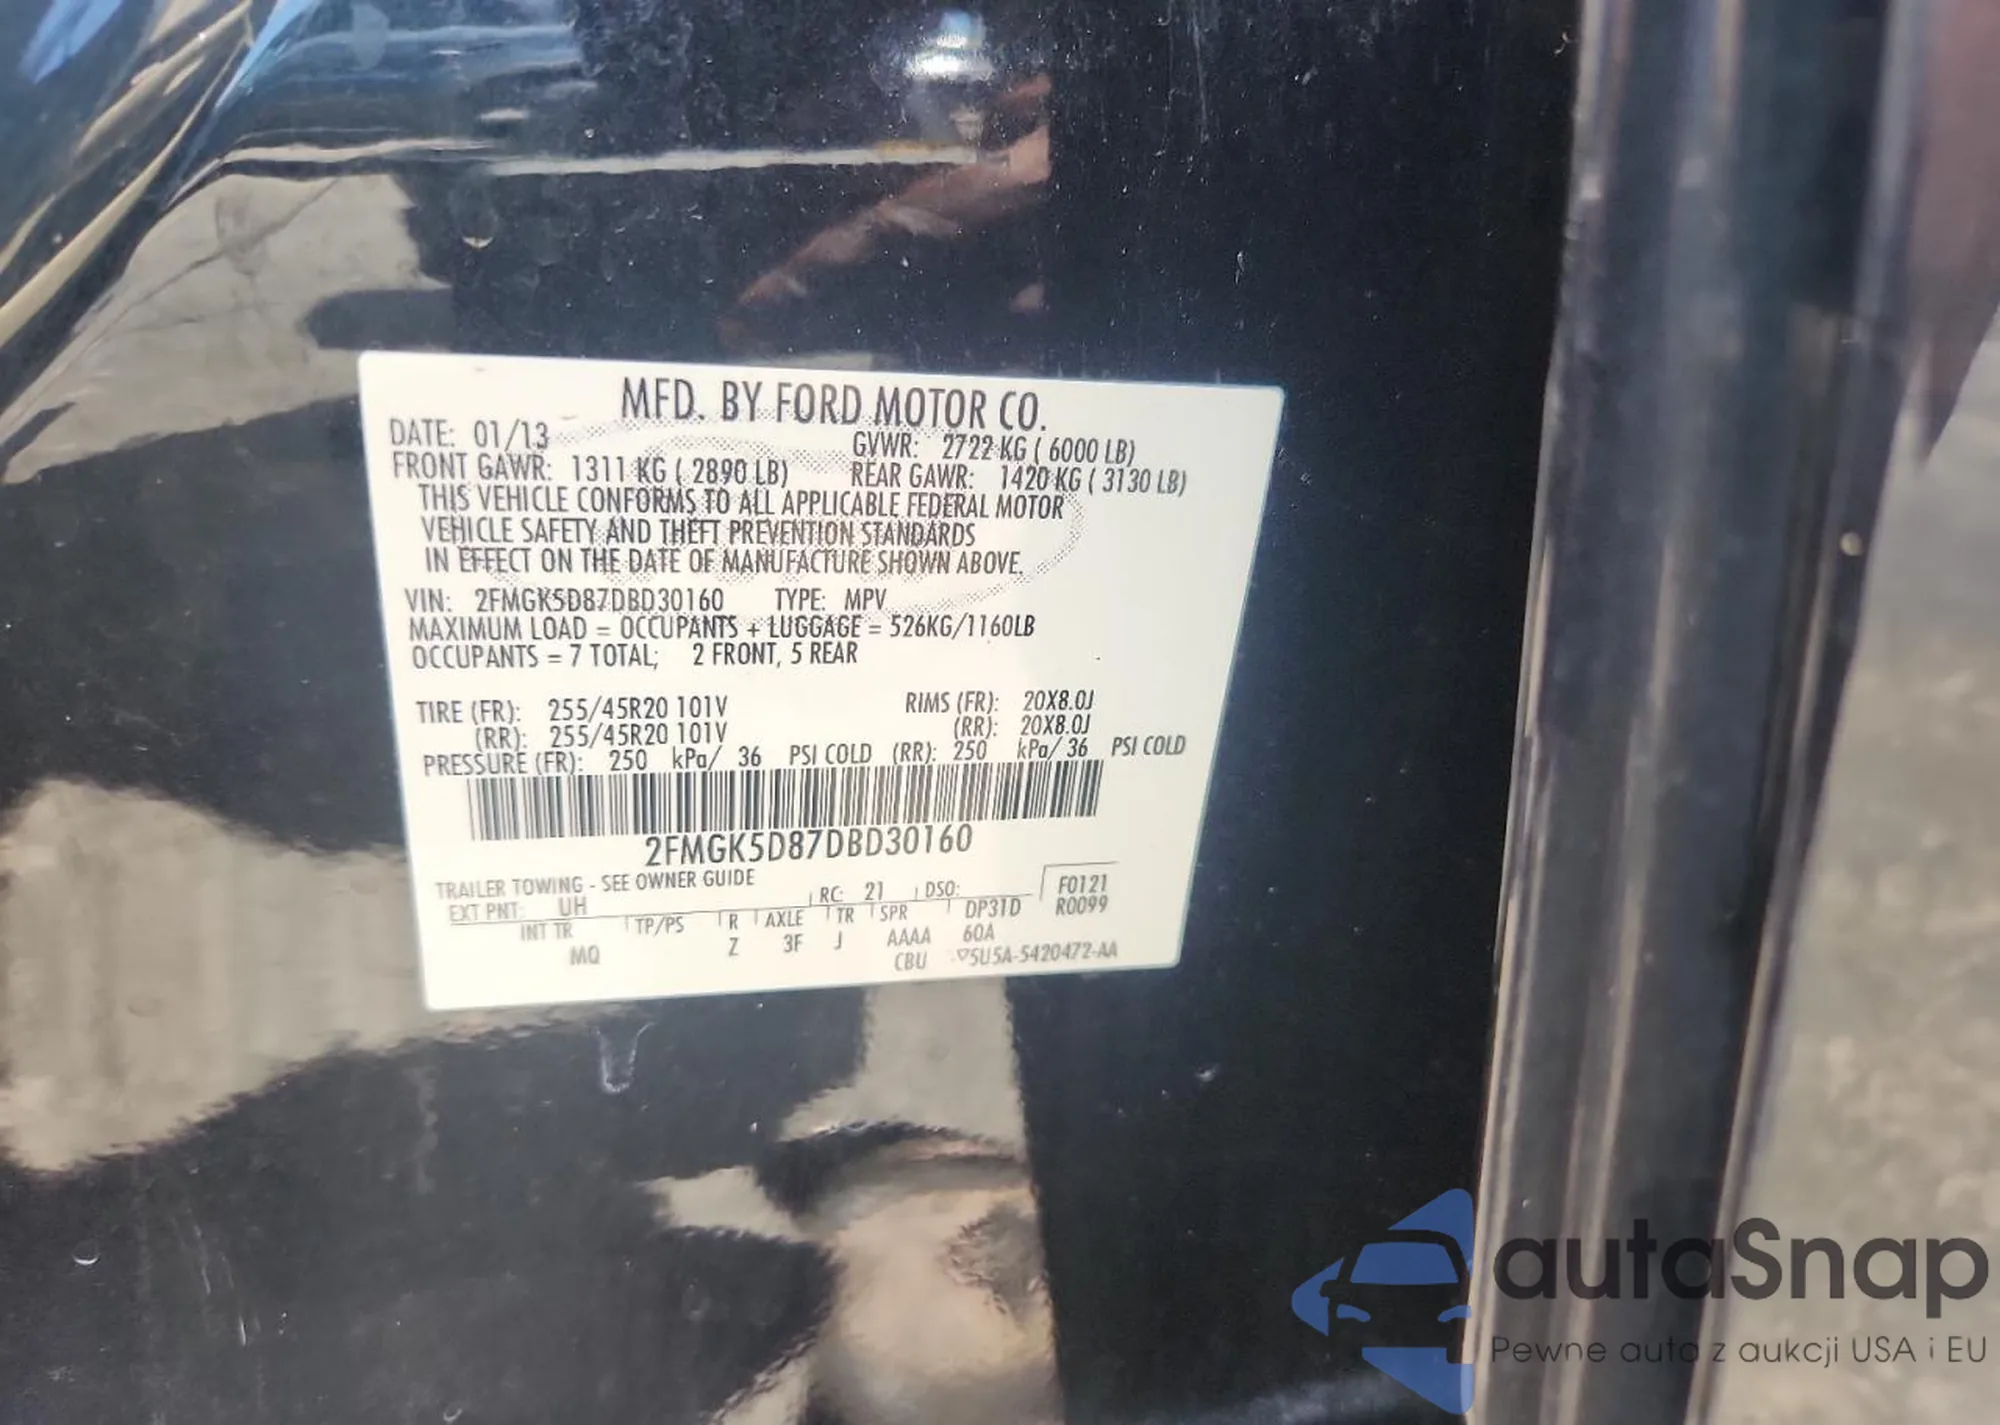 MFD. BY FORD MOTOR CO.
DATE: 01/13 GVWR: 2722 KG ( 6000 LB)
FRONT GAWR: 1311 KG ( 2890 LB) REAR GAWR: 1420 KG ( 3130 LB)
THIS VEHICLE CONFORMS TO ALL APPLICABLE FEDERAL MOTOR
VEHICLE SAFETY AND THEFT PREVENTION STANDARDS
IN EFFECT ON THE DATE OF MANUFACTURE SHOWN ABOVE.
VIN: 2FMGK5D87DBD30160 TYPE: MPV
MAXIMUM LOAD = OCCUPANTS + LUGGAGE = 526KG/1160LB
OCCUPANTS = 7 TOTAL; 2 FRONT, 5 REAR
TIRE (FR): 255/45R20 101V RIMS (FR): 20X8.0J
(RR): 255/45R20 101V (RR): 20X8.0J
PRESSURE (FR): 250 kPa/ 36 PSI COLD (RR): 250 kPa/ 36 PSI COLD
2FMGK5D87DBD30160
TRAILER TOWING - SEE OWNER GUIDE
EXT PNT: UH RC: 21 DSO: F0121
INT TR TP/PS R AXLE TR SPR DP31D R0099
MQ Z 3F J AAAA 60A
CBU 5U5A-5420472-AA
autaSnap
Pewne auta z aukcji USA i EU